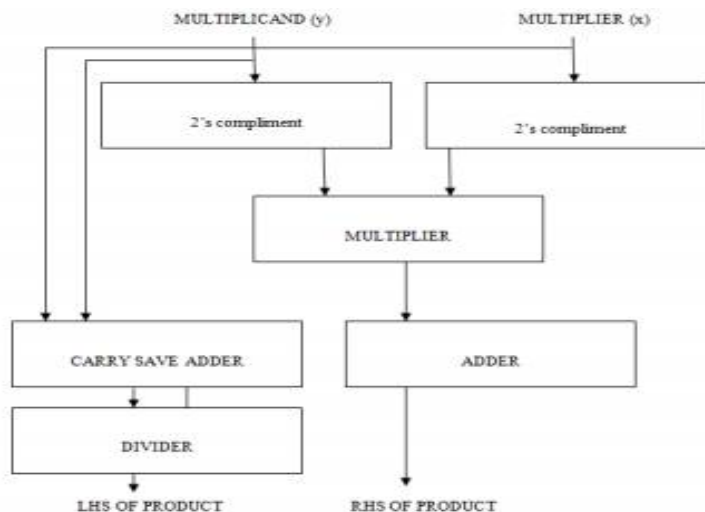 MULTIPLICAND (y)
MULTIPLIER (x)
2's compliment
2's compliment
MULTIPLIER
CARRY SAVE ADDER
ADDER
DIVIDER
LHS OF PRODUCT
RHS OF PRODUCT